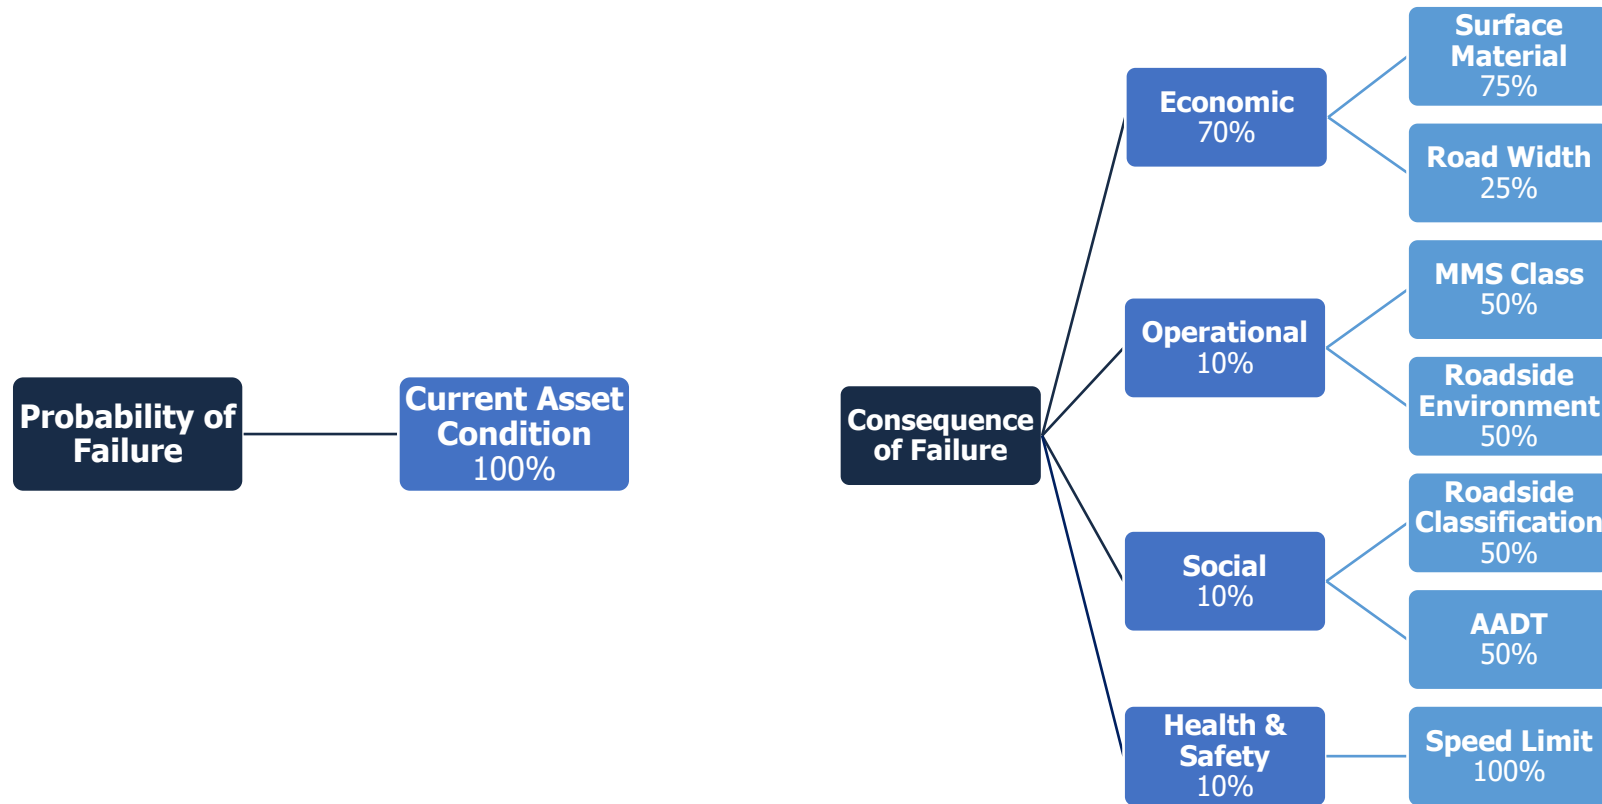 Probability of
Failure
Current Asset
Condition
100%
Consequence
of Failure
Economic
70%
Surface
Material
75%
Road Width
25%
Operational
10%
MMS Class
50%
Roadside
Environment
50%
Social
10%
Roadside
Classification
50%
AADT
50%
Health &
Safety
10%
Speed Limit
100%